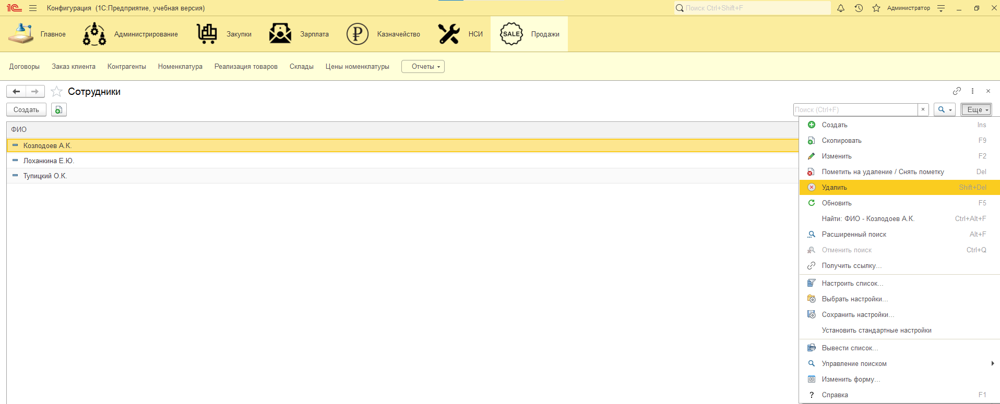 1С Конфигурация (1С:Предприятие, учебная версия) Поиск Ctrl+Shift+F Администратор
Главное Администрирование Закупки Зарплата Казначейство НСИ SALE Продажи
Договоры Заказ клиента Контрагенты Номенклатура Реализация товаров Склады Цены номенклатуры Отчеты
Сотрудники
Создать Поиск (Ctrl+F) × Еще
ФИО
Козлодоев А.К.
Лоханкина Е.Ю.
Тупицкий О.К.
Создать Ins
Скопировать F9
Изменить F2
Пометить на удаление / Снять пометку Del
Удалить Shift+Del
Обновить F5
Найти: ФИО - Козлодоев А.К. Ctrl+Alt+F
Расширенный поиск Alt+F
Отменить поиск Ctrl+Q
Получить ссылку...
Настроить список...
Выбрать настройки...
Сохранить настройки...
Установить стандартные настройки
Вывести список...
Управление поиском
Изменить форму...
? Справка F1